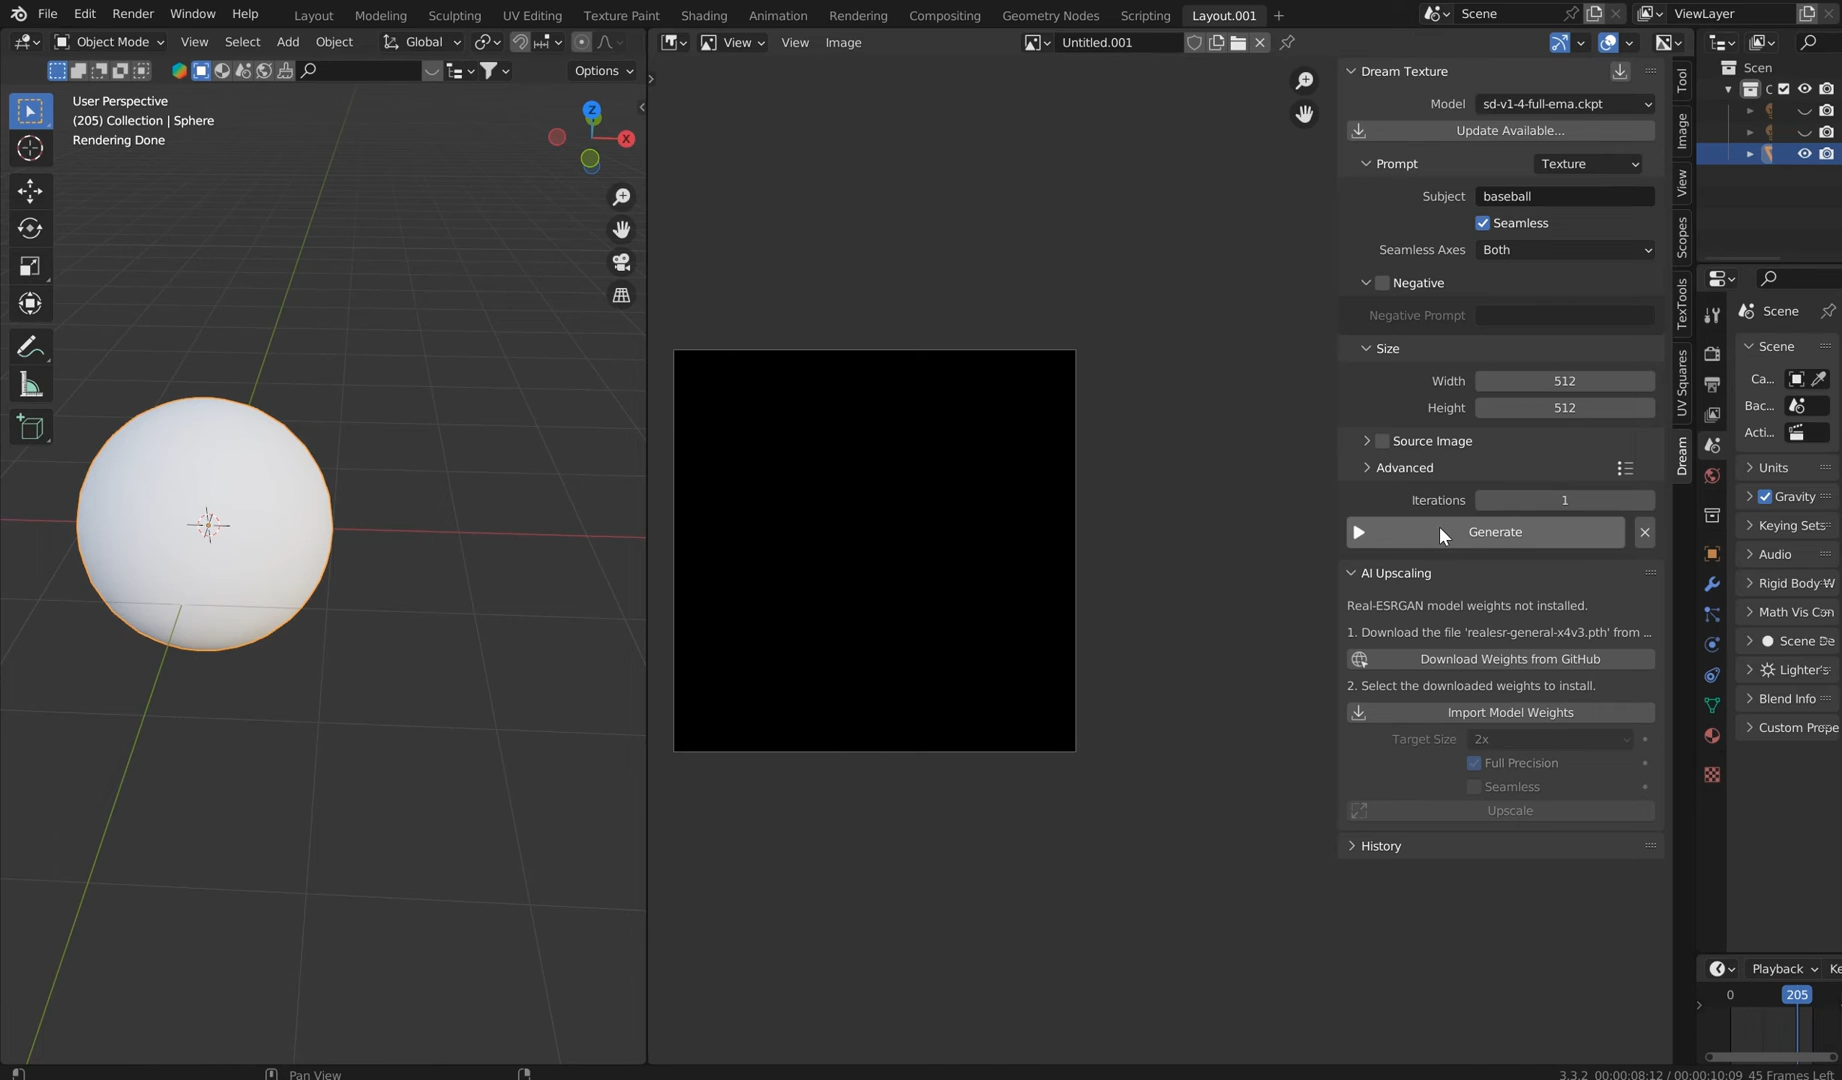 File Edit Render Window Help Layout Modeling Sculpting UV Editing Texture Paint Shading Animation Rendering Compositing Geometry Nodes Scripting Layout.001 + Scene ViewLayer
Object Mode View Select Add Object Global View View Image Untitled.001
Options
User Perspective
(205) Collection | Sphere
Rendering Done
Z
X
Dream Texture
Model sd-v1-4-full-ema.ckpt
Update Available...
Prompt Texture
Subject baseball
Seamless
Seamless Axes Both
Negative
Negative Prompt
Size
Width 512
Height 512
Source Image
Advanced
Iterations 1
Generate
AI Upscaling
Real-ESRGAN model weights not installed.
1. Download the file 'realesr-general-x4v3.pth' from ...
Download Weights from GitHub
2. Select the downloaded weights to install.
Import Model Weights
Target Size 2x
Full Precision
Seamless
Upscale
History
Tool
Image
View
Scopes
TexTools
UV Squares
Dream
Scen
C
Scene
Scene
Ca...
Bac...
Acti...
Units
Gravity
Keying Sets
Audio
Rigid Body W
Math Vis Con
Scene De
Lighter's
Blend Info
Custom Prope
Playback Ke
0 205
Pan View
3.3.2 00:00:08:12 / 00:00:10:09 45 Frames Left